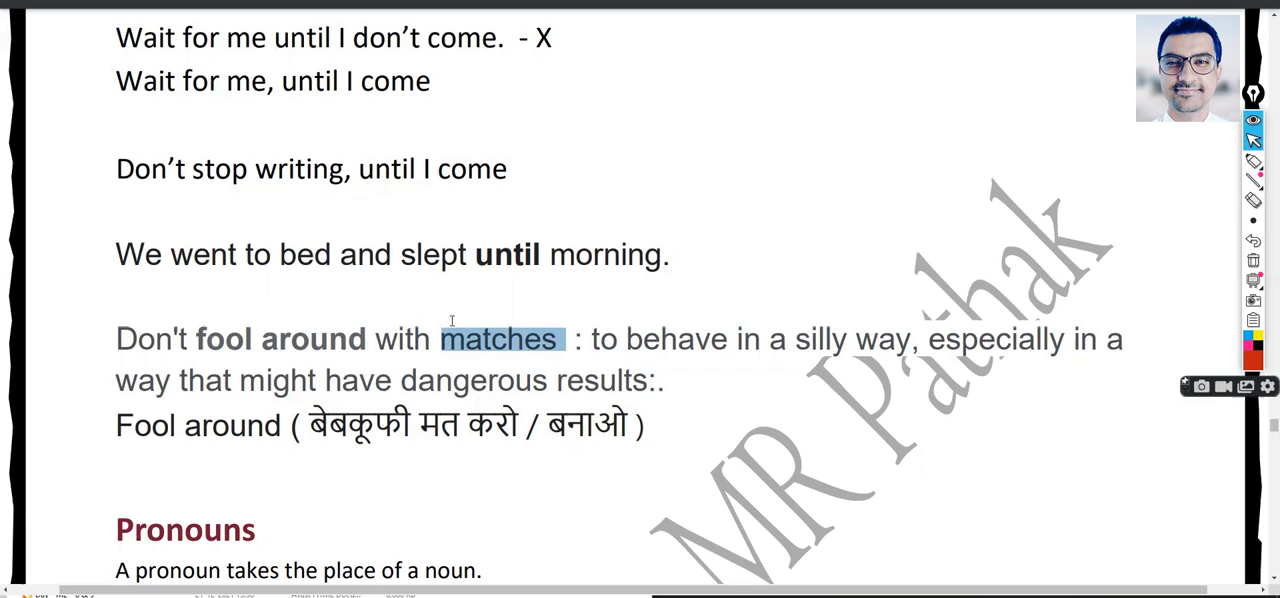 Wait for me until I don’t come.  - X
Wait for me, until I come
Don’t stop writing, until I come
We went to bed and slept until morning.
Don't fool around with matches : to behave in a silly way, especially in a
way that might have dangerous results:.
Fool around ( बेबकूफी मत करो / बनाओ )
MR Pathak
Pronouns
A pronoun takes the place of a noun.